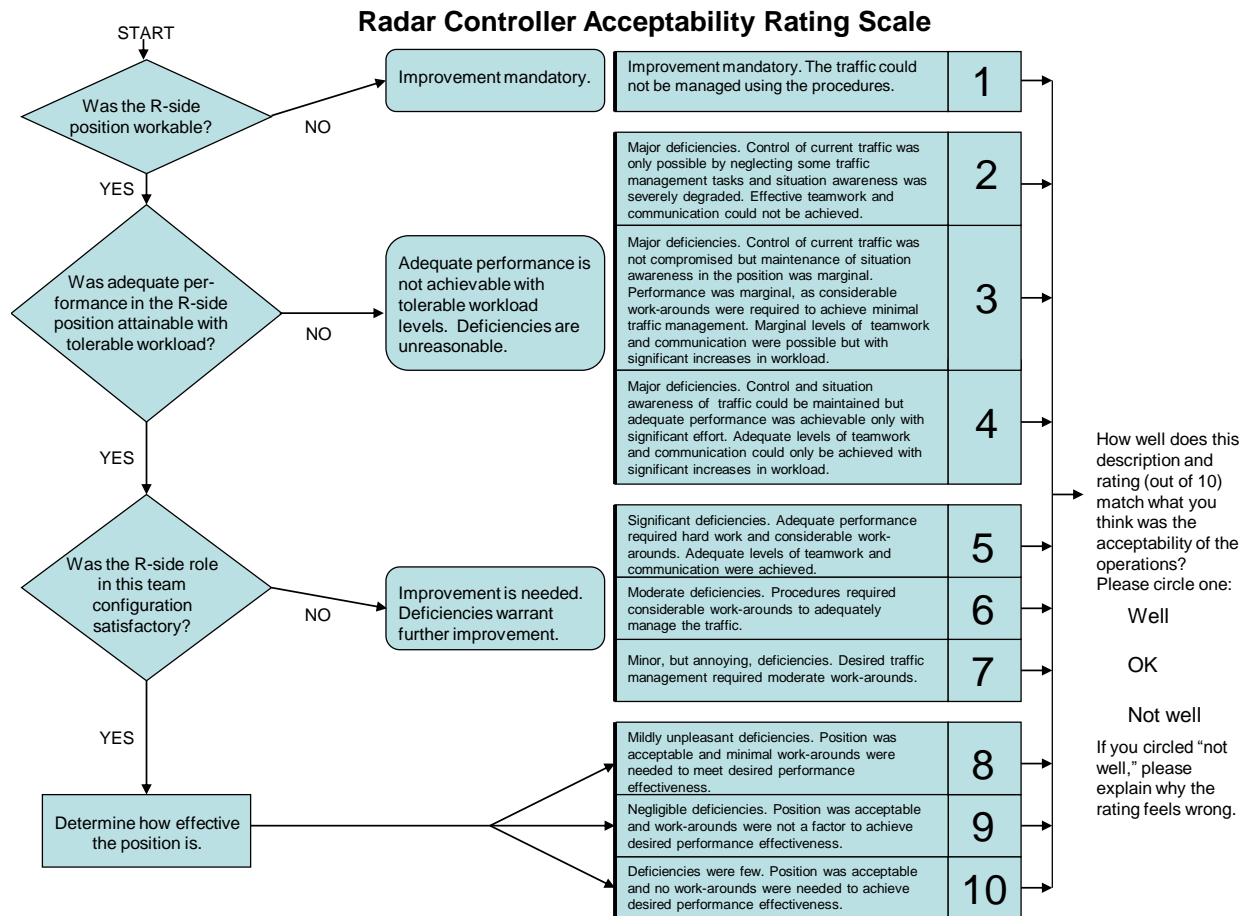 Radar Controller Acceptability Rating Scale
START
Was the R-side
position workable?
NO
YES
Improvement mandatory.
Improvement mandatory. The traffic could
not be managed using the procedures.
1
Was adequate per-
formance in the R-side
position attainable with
tolerable workload?
NO
YES
Adequate performance is
not achievable with
tolerable workload
levels. Deficiencies are
unreasonable.
Major deficiencies. Control of current traffic was
only possible by neglecting some traffic
management tasks and situation awareness was
severely degraded. Effective teamwork and
communication could not be achieved.
2
Major deficiencies. Control of current traffic was
not compromised but maintenance of situation
awareness in the position was marginal.
Performance was marginal, as considerable
work-arounds were required to achieve minimal
traffic management. Marginal levels of teamwork
and communication were possible but with
significant increases in workload.
3
Major deficiencies. Control and situation
awareness of traffic could be maintained but
adequate performance was achievable only with
significant effort. Adequate levels of teamwork
and communication could only be achieved with
significant increases in workload.
4
Was the R-side role
in this team
configuration
satisfactory?
NO
YES
Improvement is needed.
Deficiencies warrant
further improvement.
Significant deficiencies. Adequate performance
required hard work and considerable work-
arounds. Adequate levels of teamwork and
communication were achieved.
5
Moderate deficiencies. Procedures required
considerable work-arounds to adequately
manage the traffic.
6
Minor, but annoying, deficiencies. Desired traffic
management required moderate work-arounds.
7
Determine how effective
the position is.
Mildly unpleasant deficiencies. Position was
acceptable and minimal work-arounds were
needed to meet desired performance
effectiveness.
8
Negligible deficiencies. Position was acceptable
and work-arounds were not a factor to achieve
desired performance effectiveness.
9
Deficiencies were few. Position was acceptable
and no work-arounds were needed to achieve
desired performance effectiveness.
10
How well does this
description and
rating (out of 10)
match what you
think was the
acceptability of the
operations?
Please circle one:
Well
OK
Not well
If you circled “not
well,” please
explain why the
rating feels wrong.